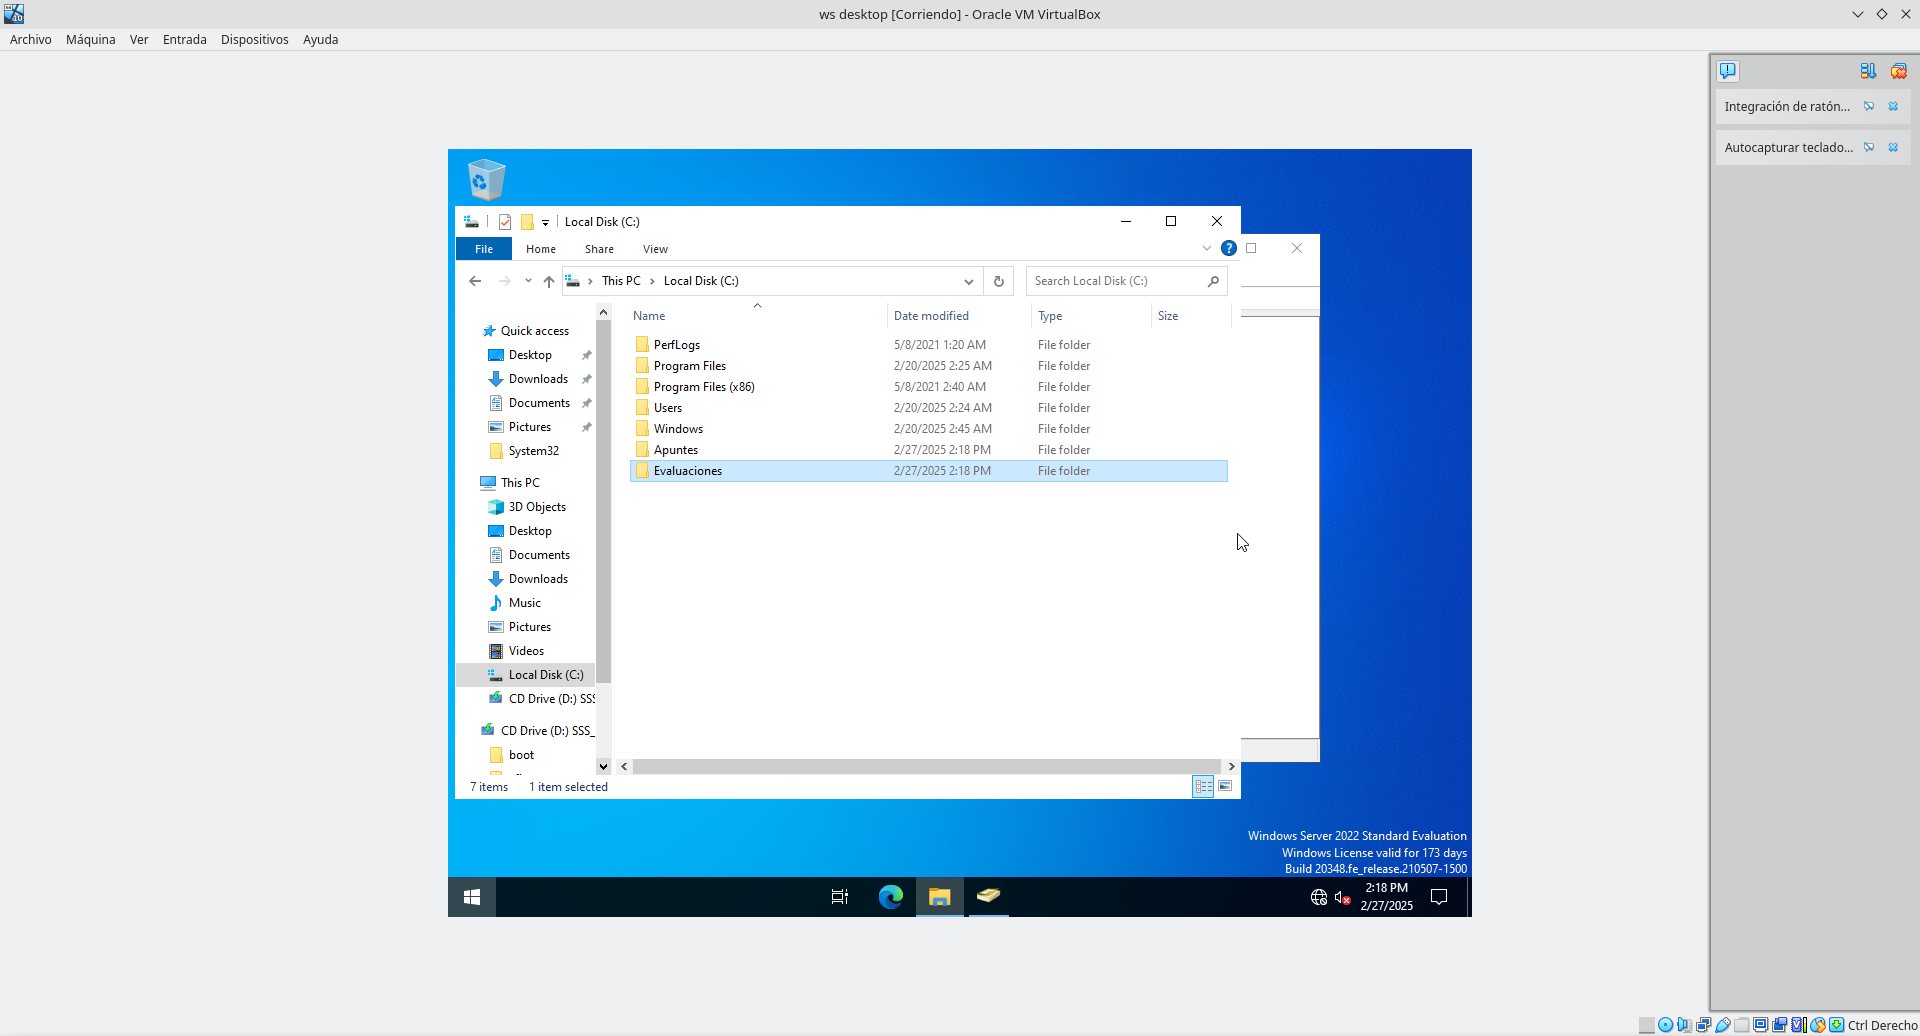 ws desktop [Corriendo] - Oracle VM VirtualBox
Archivo Máquina Ver Entrada Dispositivos Ayuda
Integración de ratón...
Autocapturar teclado...
Local Disk (C:)
File Home Share View
This PC Local Disk (C:) Search Local Disk (C:)
Name Date modified Type Size
PerfLogs 5/8/2021 1:20 AM File folder
Program Files 2/20/2025 2:25 AM File folder
Program Files (x86) 5/8/2021 2:40 AM File folder
Users 2/20/2025 2:24 AM File folder
Windows 2/20/2025 2:45 AM File folder
Apuntes 2/27/2025 2:18 PM File folder
Evaluaciones 2/27/2025 2:18 PM File folder
Quick access
Desktop
Downloads
Documents
Pictures
System32
This PC
3D Objects
Desktop
Documents
Downloads
Music
Pictures
Videos
Local Disk (C:)
CD Drive (D:) SSS
CD Drive (D:) SSS_
boot
7 items 1 item selected
Windows Server 2022 Standard Evaluation
Windows License valid for 173 days
Build 20348.fe_release.210507-1500
2:18 PM
2/27/2025
Ctrl Derecho